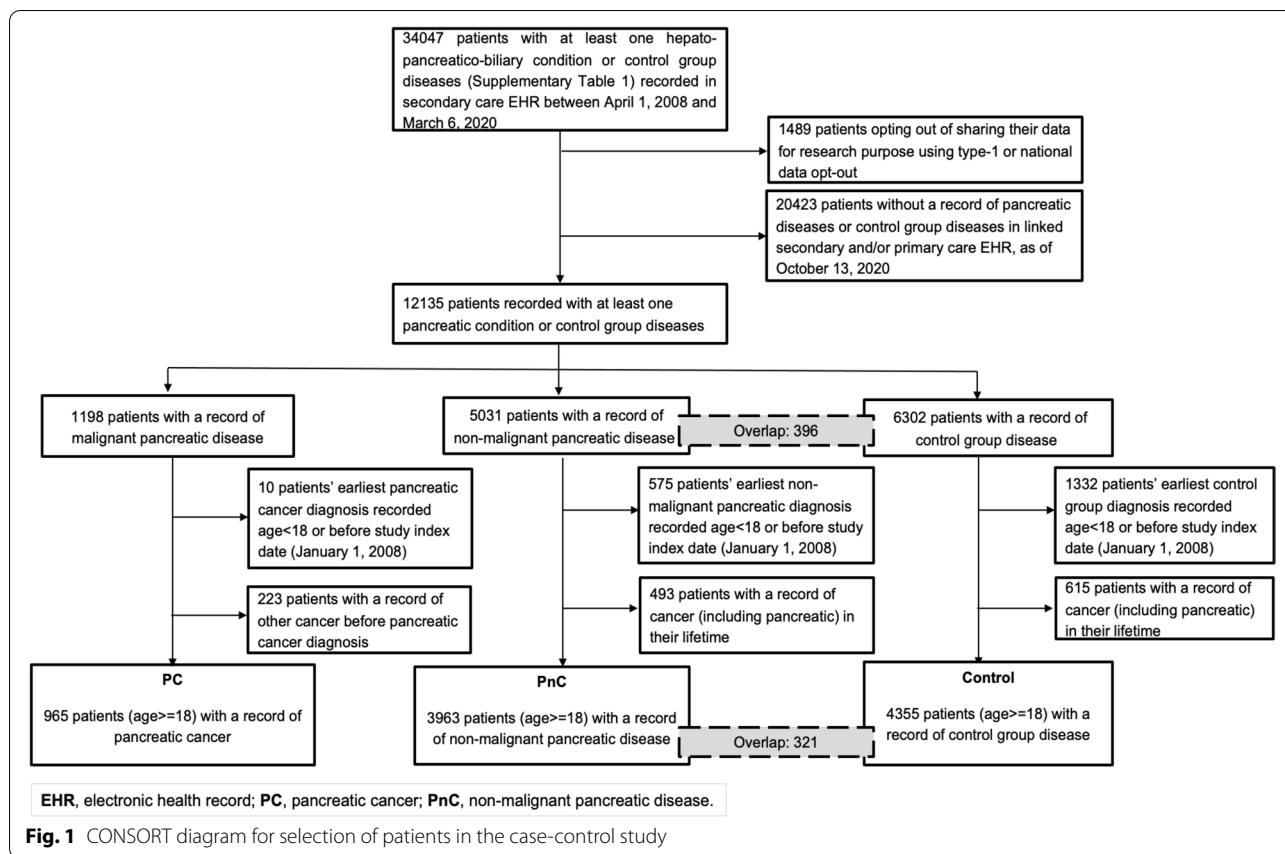 34047 patients with at least one hepato-
pancreatico-biliary condition or control group
diseases (Supplementary Table 1) recorded in
secondary care EHR between April 1, 2008 and
March 6, 2020
1489 patients opting out of sharing their data
for research purpose using type-1 or national
data opt-out
20423 patients without a record of pancreatic
diseases or control group diseases in linked
secondary and/or primary care EHR, as of
October 13, 2020
12135 patients recorded with at least one
pancreatic condition or control group diseases
1198 patients with a record of
malignant pancreatic disease
5031 patients with a record of
non-malignant pancreatic disease
Overlap: 396
6302 patients with a record of
control group disease
10 patients' earliest pancreatic
cancer diagnosis recorded
age<18 or before study index
date (January 1, 2008)
575 patients' earliest non-
malignant pancreatic diagnosis
recorded age<18 or before study
index date (January 1, 2008)
1332 patients' earliest control
group diagnosis recorded
age<18 or before study index
date (January 1, 2008)
223 patients with a record of
other cancer before pancreatic
cancer diagnosis
493 patients with a record of
cancer (including pancreatic) in
their lifetime
615 patients with a record of
cancer (including pancreatic)
in their lifetime
PC
965 patients (age>=18) with a record of
pancreatic cancer
PnC
3963 patients (age>=18) with a record
of non-malignant pancreatic disease
Overlap: 321
Control
4355 patients (age>=18) with a
record of control group disease
EHR, electronic health record; PC, pancreatic cancer; PnC, non-malignant pancreatic disease.
Fig. 1 CONSORT diagram for selection of patients in the case-control study